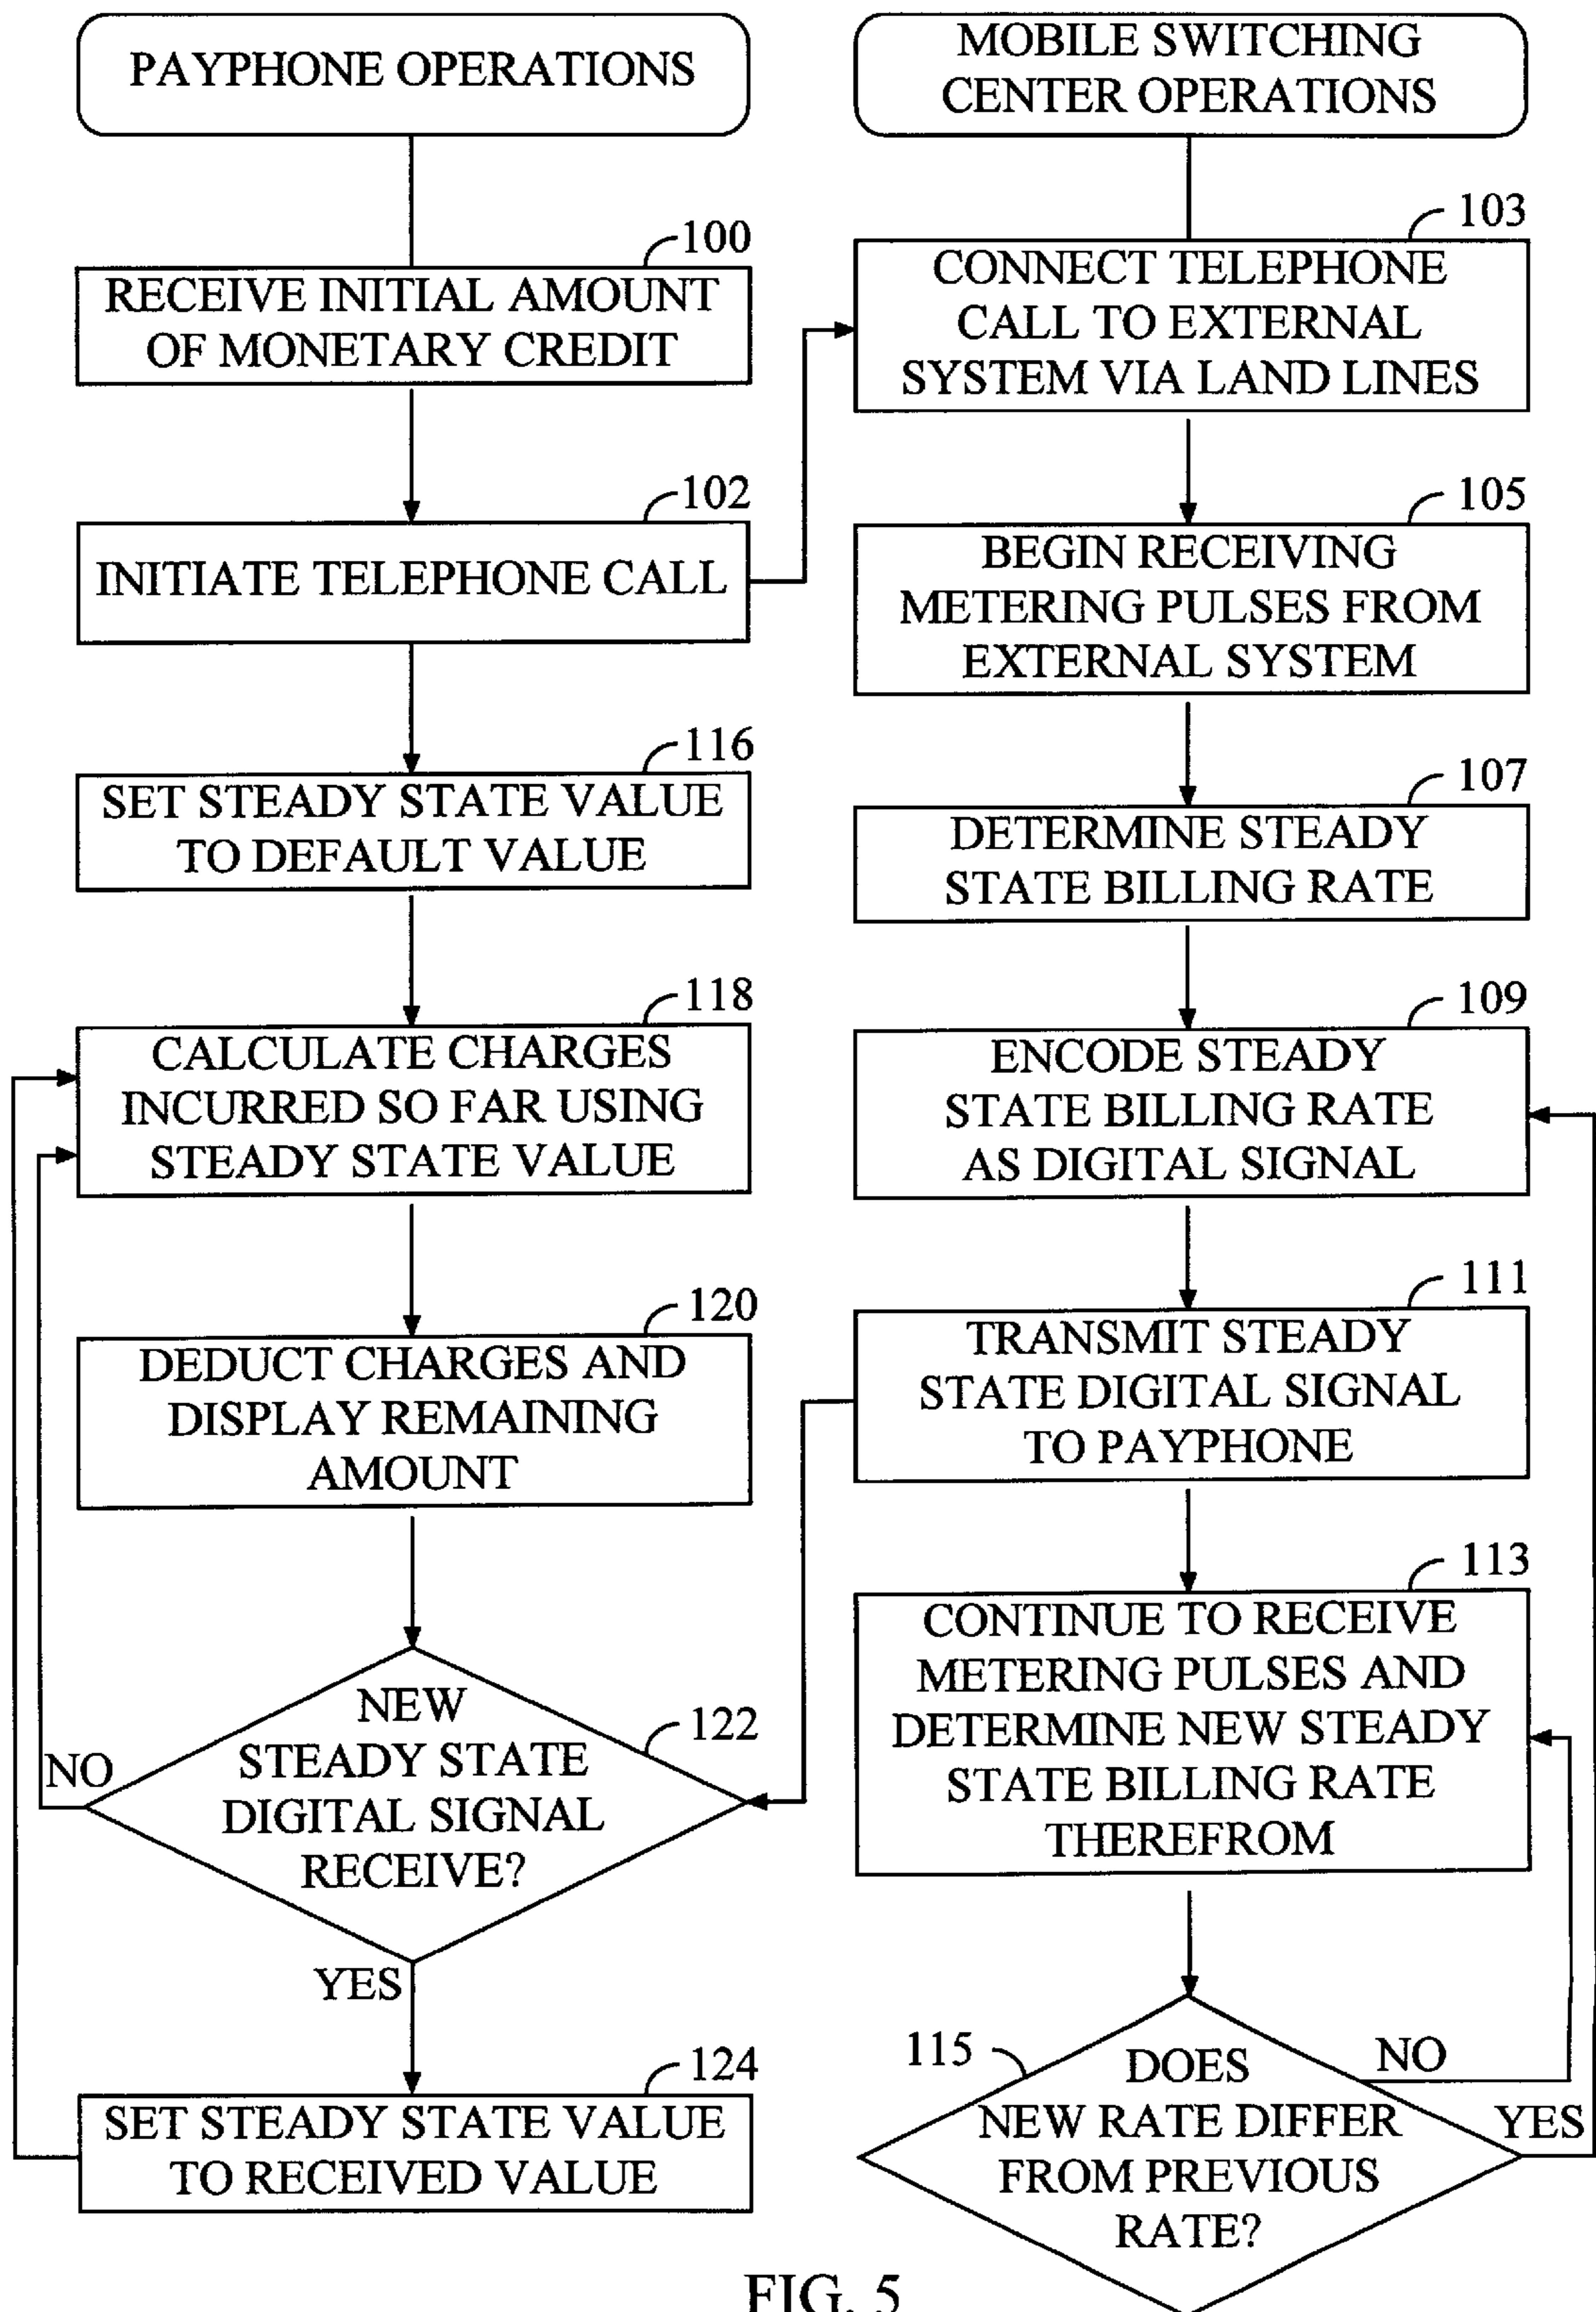 PAYPHONE OPERATIONS
100
RECEIVE INITIAL AMOUNT
OF MONETARY CREDIT
102
INITIATE TELEPHONE CALL
116
SET STEADY STATE VALUE
TO DEFAULT VALUE
118
CALCULATE CHARGES
INCURRED SO FAR USING
STEADY STATE VALUE
120
DEDUCT CHARGES AND
DISPLAY REMAINING
AMOUNT
122
NEW
STEADY STATE
DIGITAL SIGNAL
RECEIVE?
NO
YES
124
SET STEADY STATE VALUE
TO RECEIVED VALUE
MOBILE SWITCHING
CENTER OPERATIONS
103
CONNECT TELEPHONE
CALL TO EXTERNAL
SYSTEM VIA LAND LINES
105
BEGIN RECEIVING
METERING PULSES FROM
EXTERNAL SYSTEM
107
DETERMINE STEADY
STATE BILLING RATE
109
ENCODE STEADY
STATE BILLING RATE
AS DIGITAL SIGNAL
111
TRANSMIT STEADY
STATE DIGITAL SIGNAL
TO PAYPHONE
113
CONTINUE TO RECEIVE
METERING PULSES AND
DETERMINE NEW STEADY
STATE BILLING RATE
THEREFROM
115
DOES
NEW RATE DIFFER
FROM PREVIOUS
RATE?
NO
YES
FIG. 5